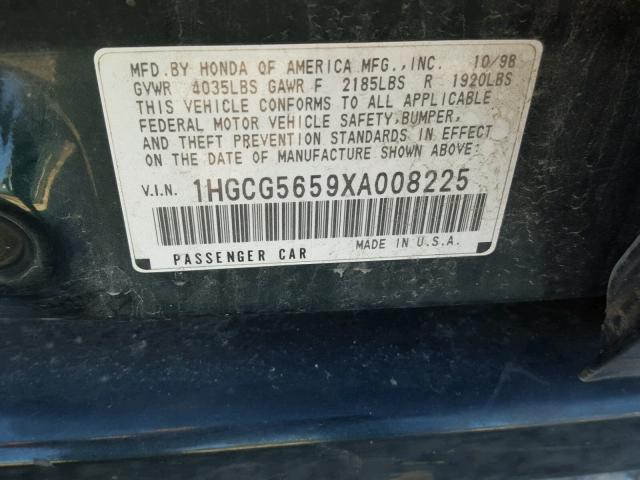 MFD.BY HONDA OF AMERICA MFG.,INC. 10/98
GVWR 4035LBS GAWR F 2185LBS R 1920LBS
THIS VEHICLE CONFORMS TO ALL APPLICABLE
FEDERAL MOTOR VEHICLE SAFETY,BUMPER,
AND THEFT PREVENTION STANDARDS IN EFFECT
ON THE DATE OF MANUFACTURE SHOWN ABOVE:
V.I.N. 1HGCG5659XA008225
PASSENGER CAR MADE IN U.S.A.